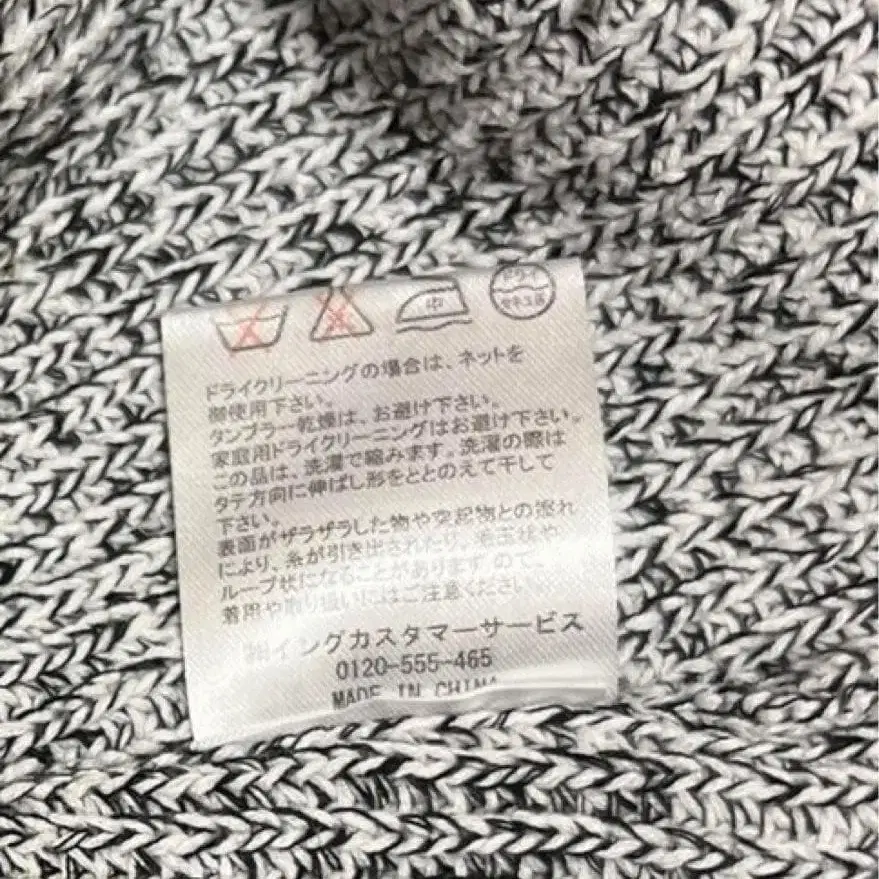 中
ドライ
セキユ系
ドライクリーニングの場合は、ネットを
御使用下さい。
タンブラー乾燥は、お避け下さい。
家庭用ドライクリーニングはお避け下さい。
この品は、洗濯で縮みます。洗濯の際は
タテ方向に伸ばし形をととのえて干して
下さい。
表面がザラザラした物や突起物との擦れ
により、糸が引き出されたり、毛玉状や
ループ状になることがありますので、
着用や取り扱いにはご注意ください。
㈱イングカスタマーサービス
0120-555-465
MADE IN CHINA